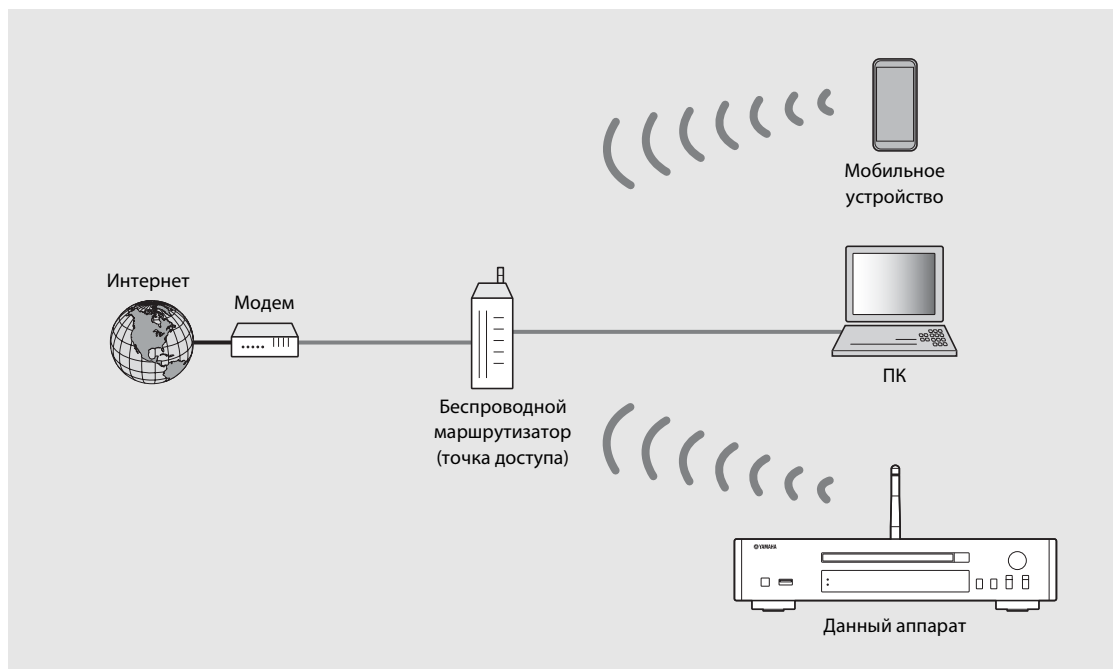 Мобильное
устройство
Интернет
Модем
ПК
Беспроводной
маршрутизатор
(точка доступа)
YAMAHA
Данный аппарат